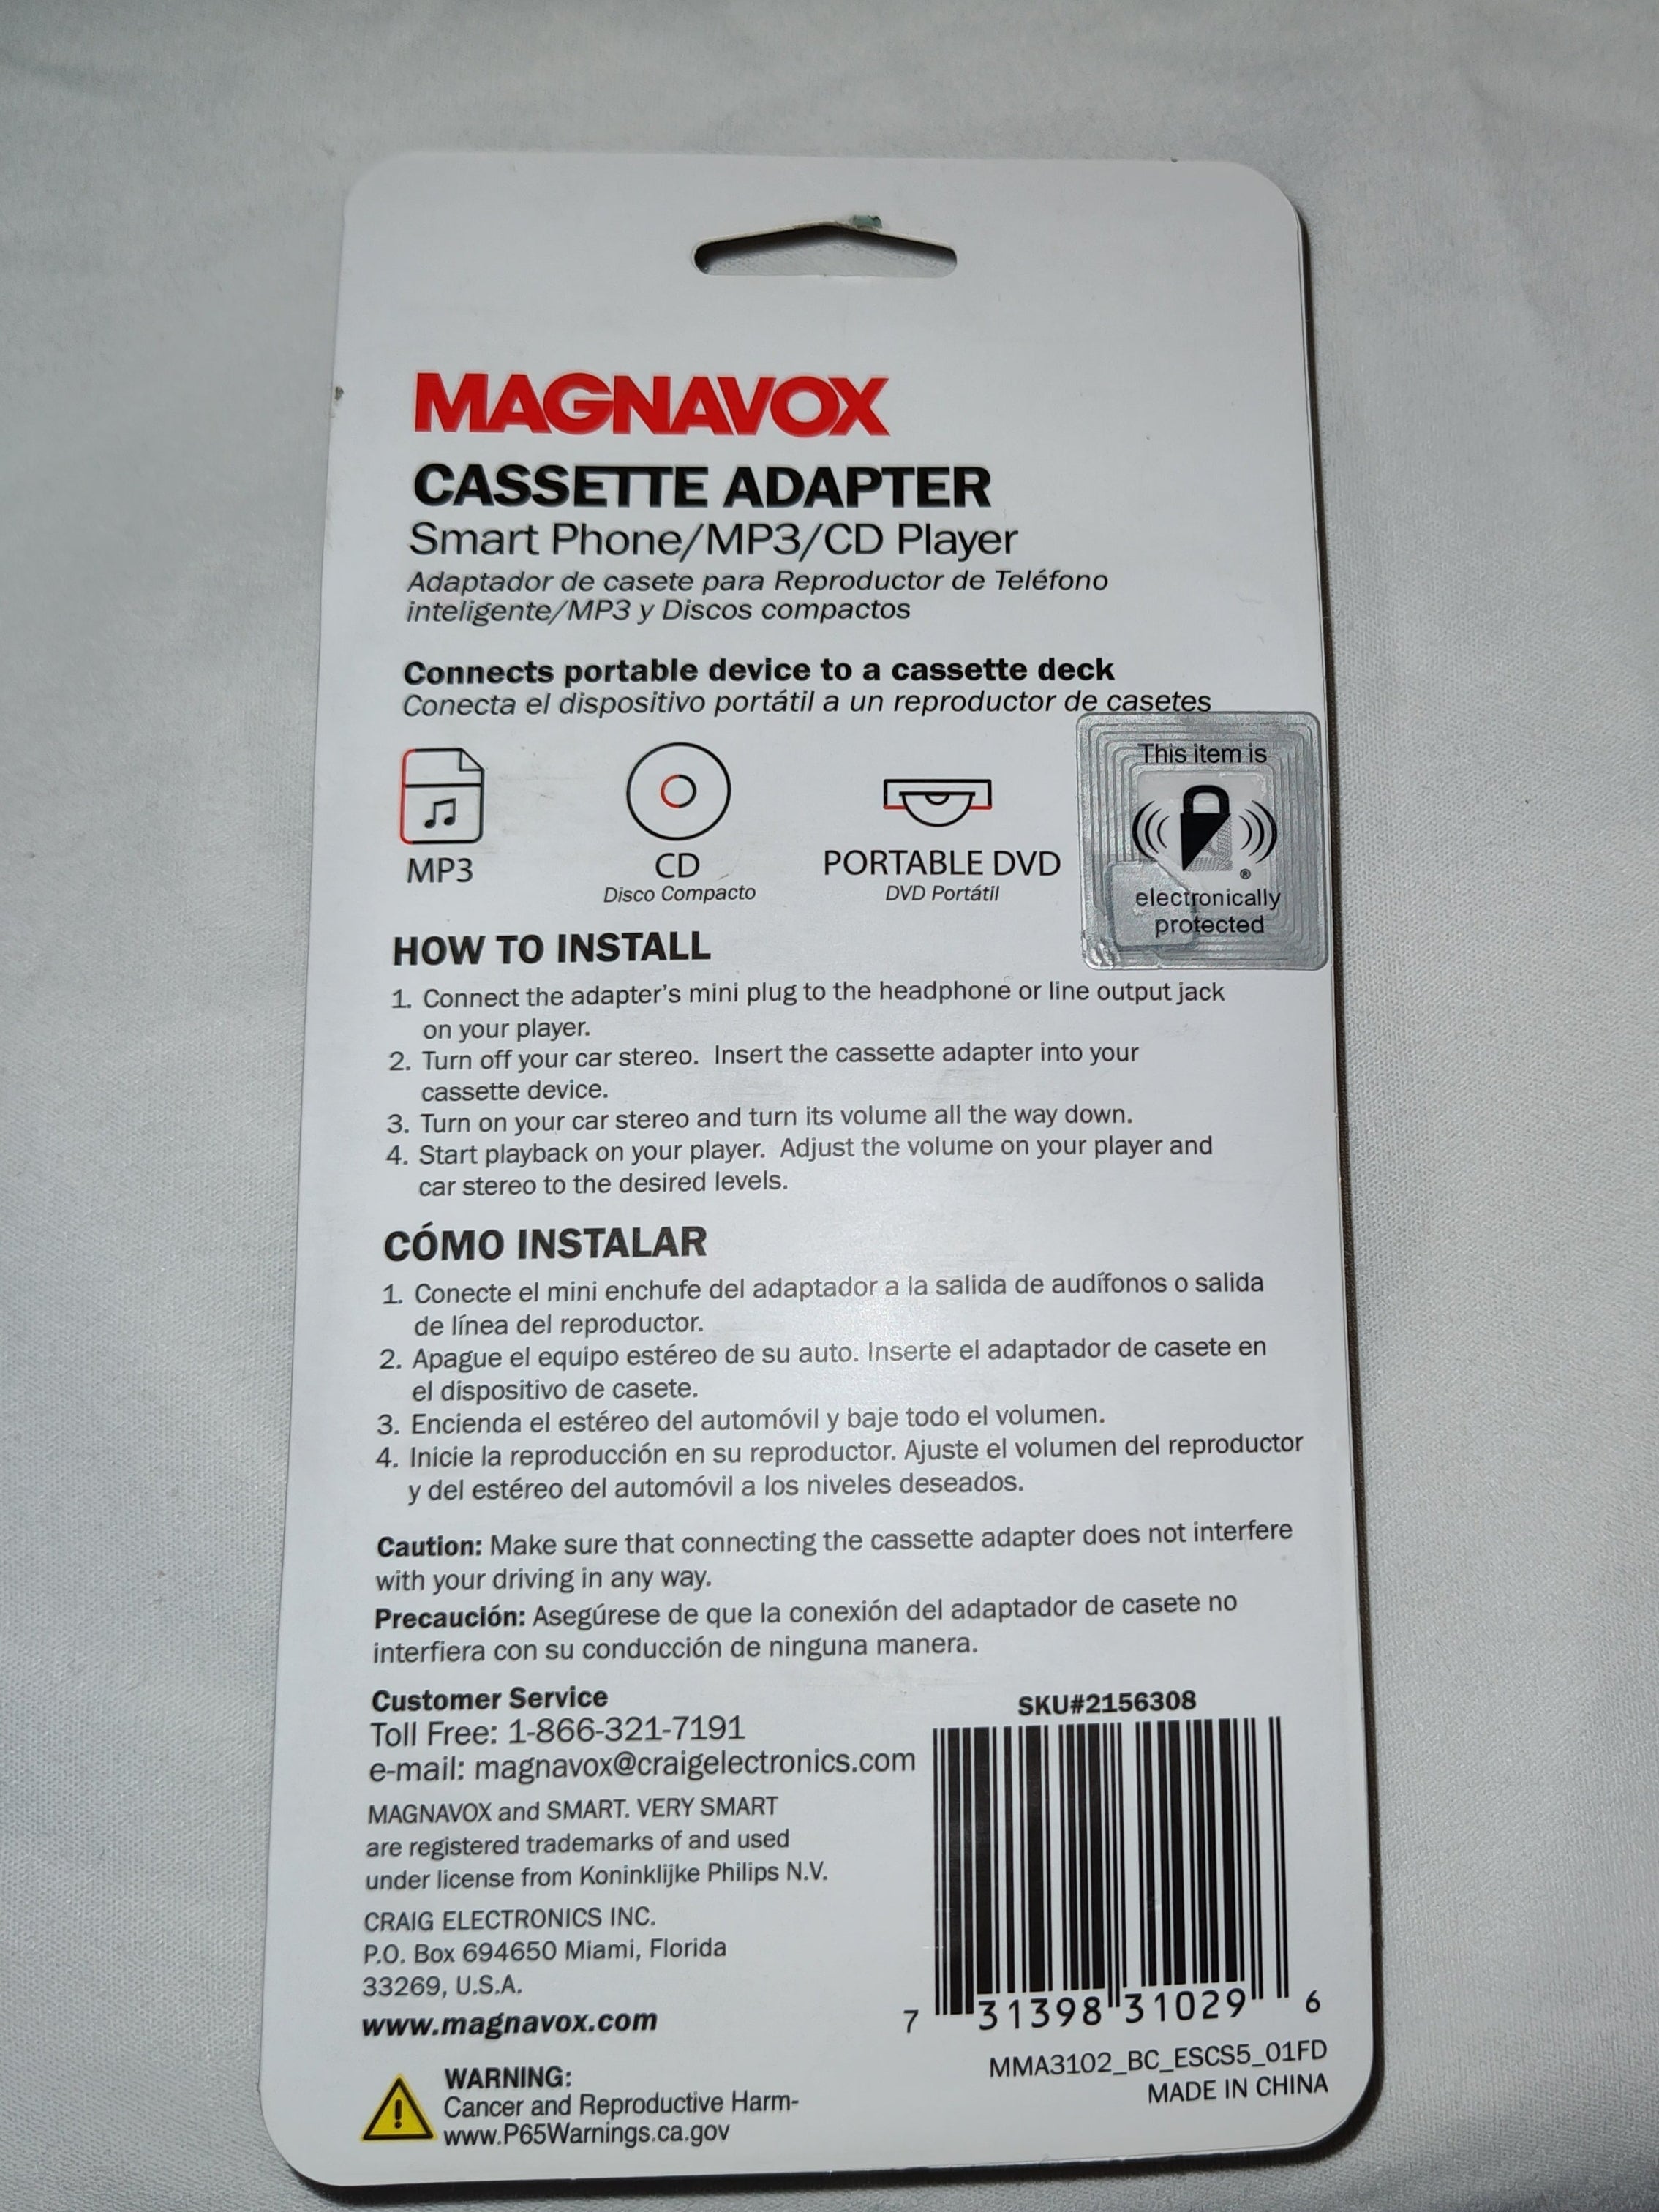 MAGNAVOX
CASSETTE ADAPTER
Smart Phone/MP3/CD Player
Adaptador de casete para Reproductor de Teléfono
inteligente/MP3 y Discos compactos
Connects portable device to a cassette deck
Conecta el dispositivo portátil a un reproductor de casetes
MP3
CD
Disco Compacto
PORTABLE DVD
DVD Portátil
This item is
®
electronically
protected
HOW TO INSTALL
1. Connect the adapter's mini plug to the headphone or line output jack
on your player.
2. Turn off your car stereo. Insert the cassette adapter into your
cassette device.
3. Turn on your car stereo and turn its volume all the way down.
4. Start playback on your player. Adjust the volume on your player and
car stereo to the desired levels.
CÓMO INSTALAR
1. Conecte el mini enchufe del adaptador a la salida de audífonos o salida
de línea del reproductor.
2. Apague el equipo estéreo de su auto. Inserte el adaptador de casete en
el dispositivo de casete.
3. Encienda el estéreo del automóvil y baje todo el volumen.
4. Inicie la reproducción en su reproductor. Ajuste el volumen del reproductor
y del estéreo del automóvil a los niveles deseados.
Caution: Make sure that connecting the cassette adapter does not interfere
with your driving in any way.
Precaución: Asegúrese de que la conexión del adaptador de casete no
interfiera con su conducción de ninguna manera.
Customer Service
Toll Free: 1-866-321-7191
e-mail: magnavox@craigelectronics.com
MAGNAVOX and SMART. VERY SMART
are registered trademarks of and used
under license from Koninklijke Philips N.V.
CRAIG ELECTRONICS INC.
P.O. Box 694650 Miami, Florida
33269, U.S.A.
www.magnavox.com
WARNING:
Cancer and Reproductive Harm-
www.P65Warnings.ca.gov
SKU#2156308
7 31398 31029 6
MMA3102_BC_ESCS5_01FD
MADE IN CHINA